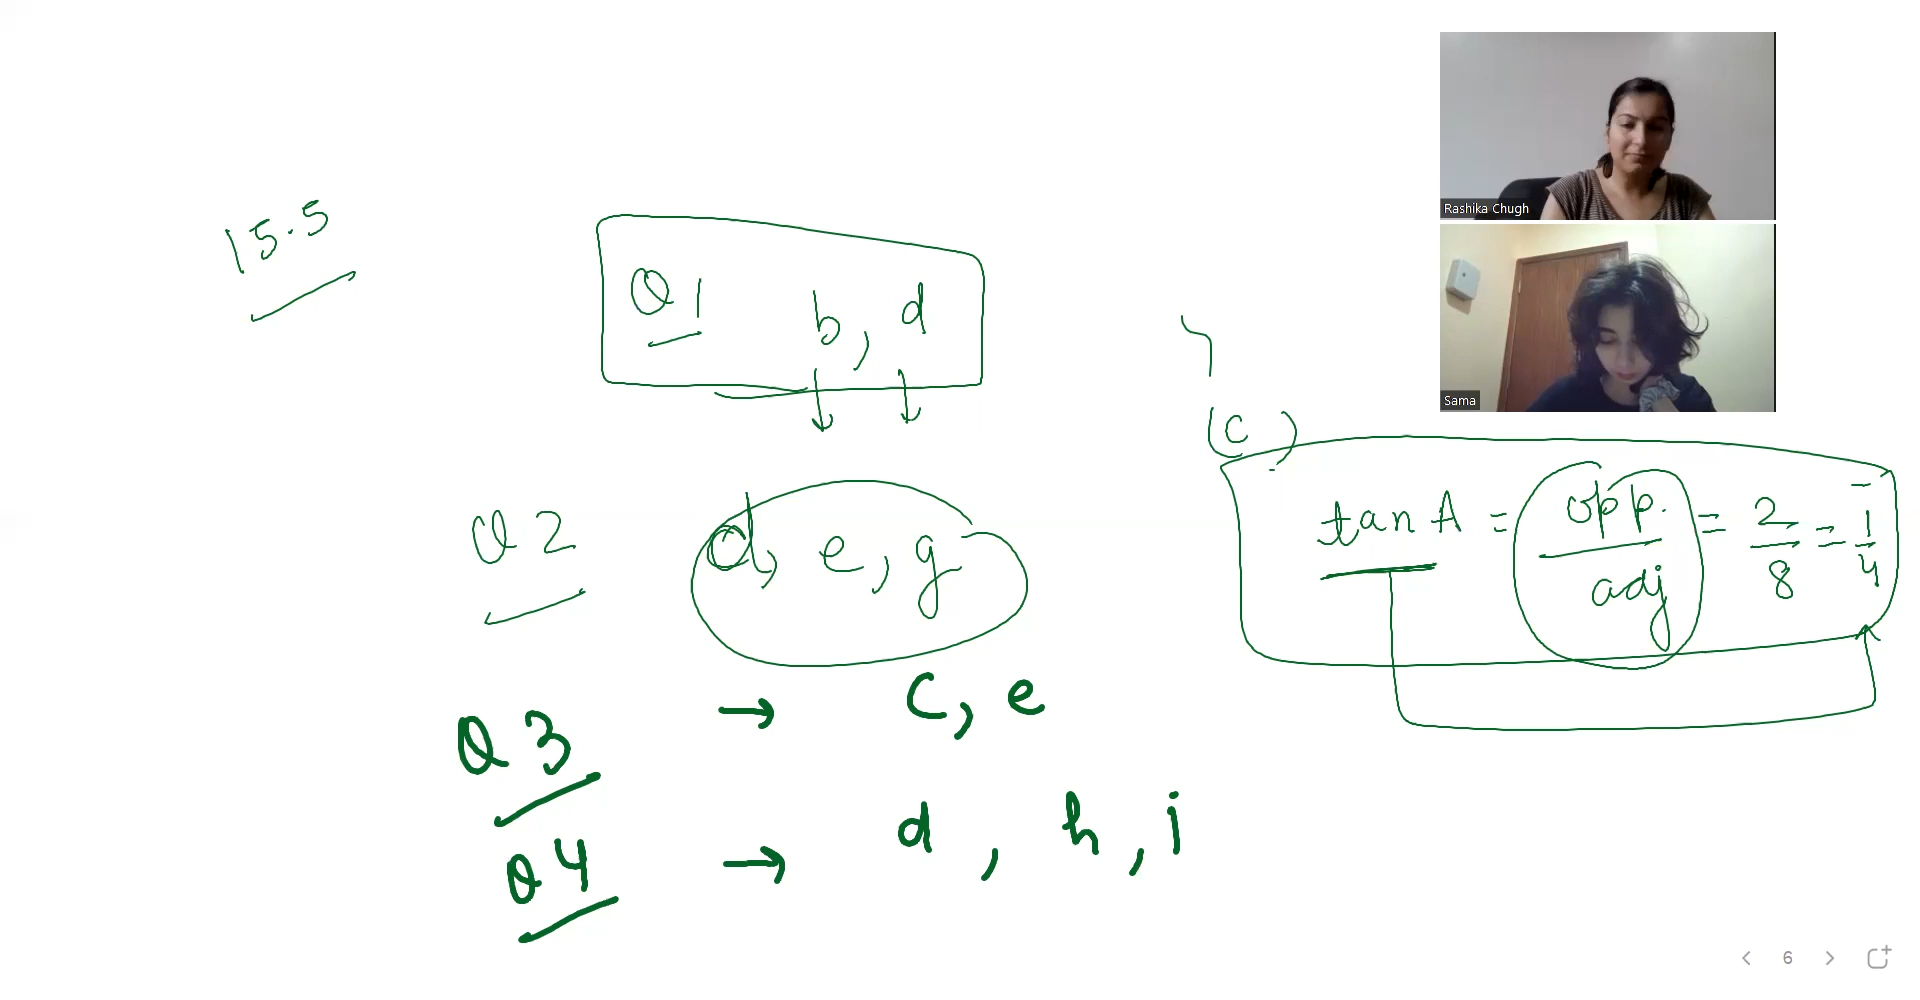 15.5
Q1 b, d
Q2 d, e, g
Q3 → c, e
Q4 → d, h, i
(c)
tan A = opp. / adj = 2/8 = 1/4
Rashika Chugh
Sama
6